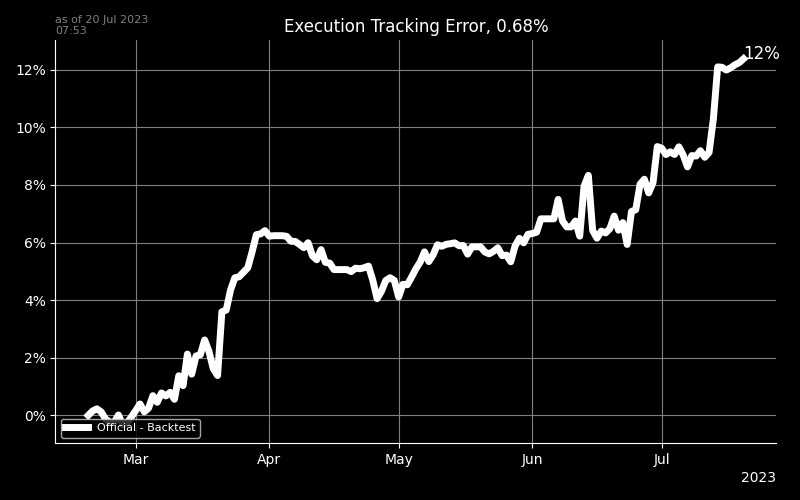 as of 20 Jul 2023
07:53
Execution Tracking Error, 0.68%
12%
12%
10%
8%
6%
4%
2%
0%
Official - Backtest
Mar Apr May Jun Jul
2023